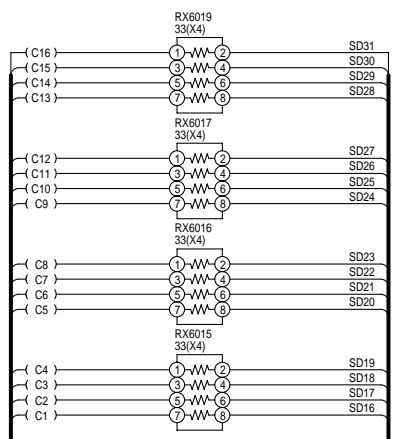 RX6019
33(X4)
( C16 ) 1 2 SD31
( C15 ) 3 4 SD30
( C14 ) 5 6 SD29
( C13 ) 7 8 SD28
RX6017
33(X4)
( C12 ) 1 2 SD27
( C11 ) 3 4 SD26
( C10 ) 5 6 SD25
( C9 ) 7 8 SD24
RX6016
33(X4)
( C8 ) 1 2 SD23
( C7 ) 3 4 SD22
( C6 ) 5 6 SD21
( C5 ) 7 8 SD20
RX6015
33(X4)
( C4 ) 1 2 SD19
( C3 ) 3 4 SD18
( C2 ) 5 6 SD17
( C1 ) 7 8 SD16